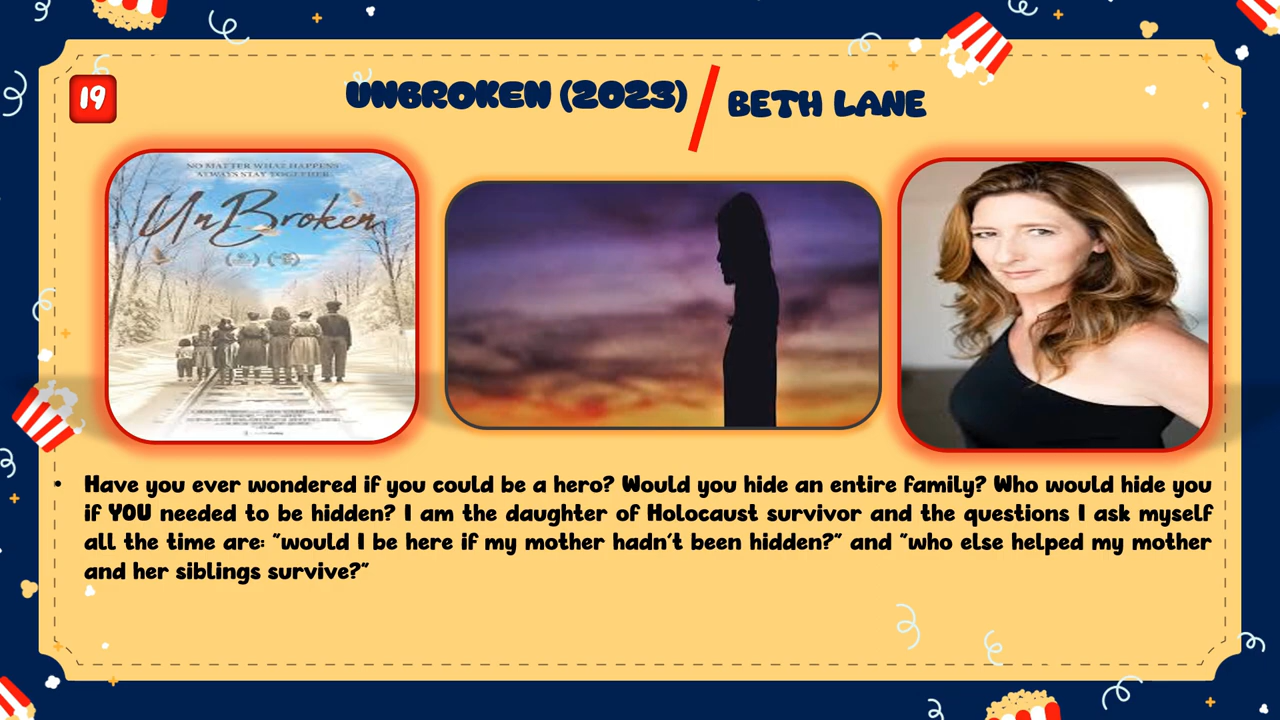 19
UNBROKEN (2023)
BETH LANE
NO MATTER WHAT HAPPENS
ALWAYS STAY TOGETHER
UnBroken
• Have you ever wondered if you could be a hero? Would you hide an entire family? Who would hide you
if YOU needed to be hidden? I am the daughter of Holocaust survivor and the questions I ask myself
all the time are: "would I be here if my mother hadn't been hidden?" and "who else helped my mother
and her siblings survive?"